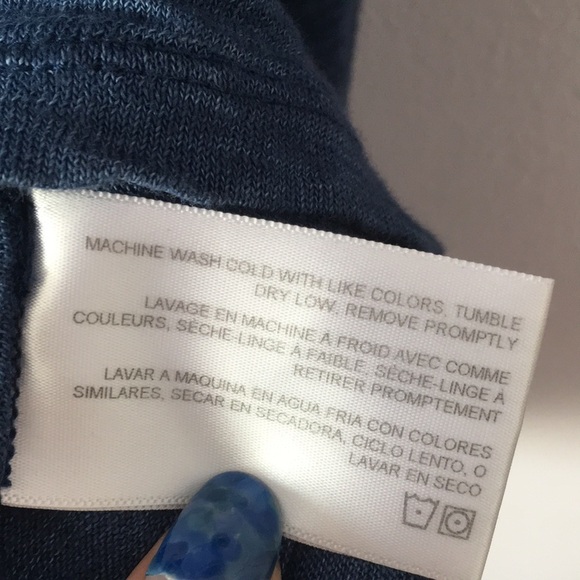 MACHINE WASH COLD WITH LIKE COLORS, TUMBLE
DRY LOW, REMOVE PROMPTLY
LAVAGE EN MACHINE A FROID AVEC COMME
COULEURS, SÈCHE-LINGE À FAIBLE, SÈCHE-LINGE À
RETIRER PROMPTEMENT
LAVAR A MAQUINA EN AGUA FRIA CON COLORES
SIMILARES, SECAR EN SECADORA, CICLO LENTO, O
LAVAR EN SECO